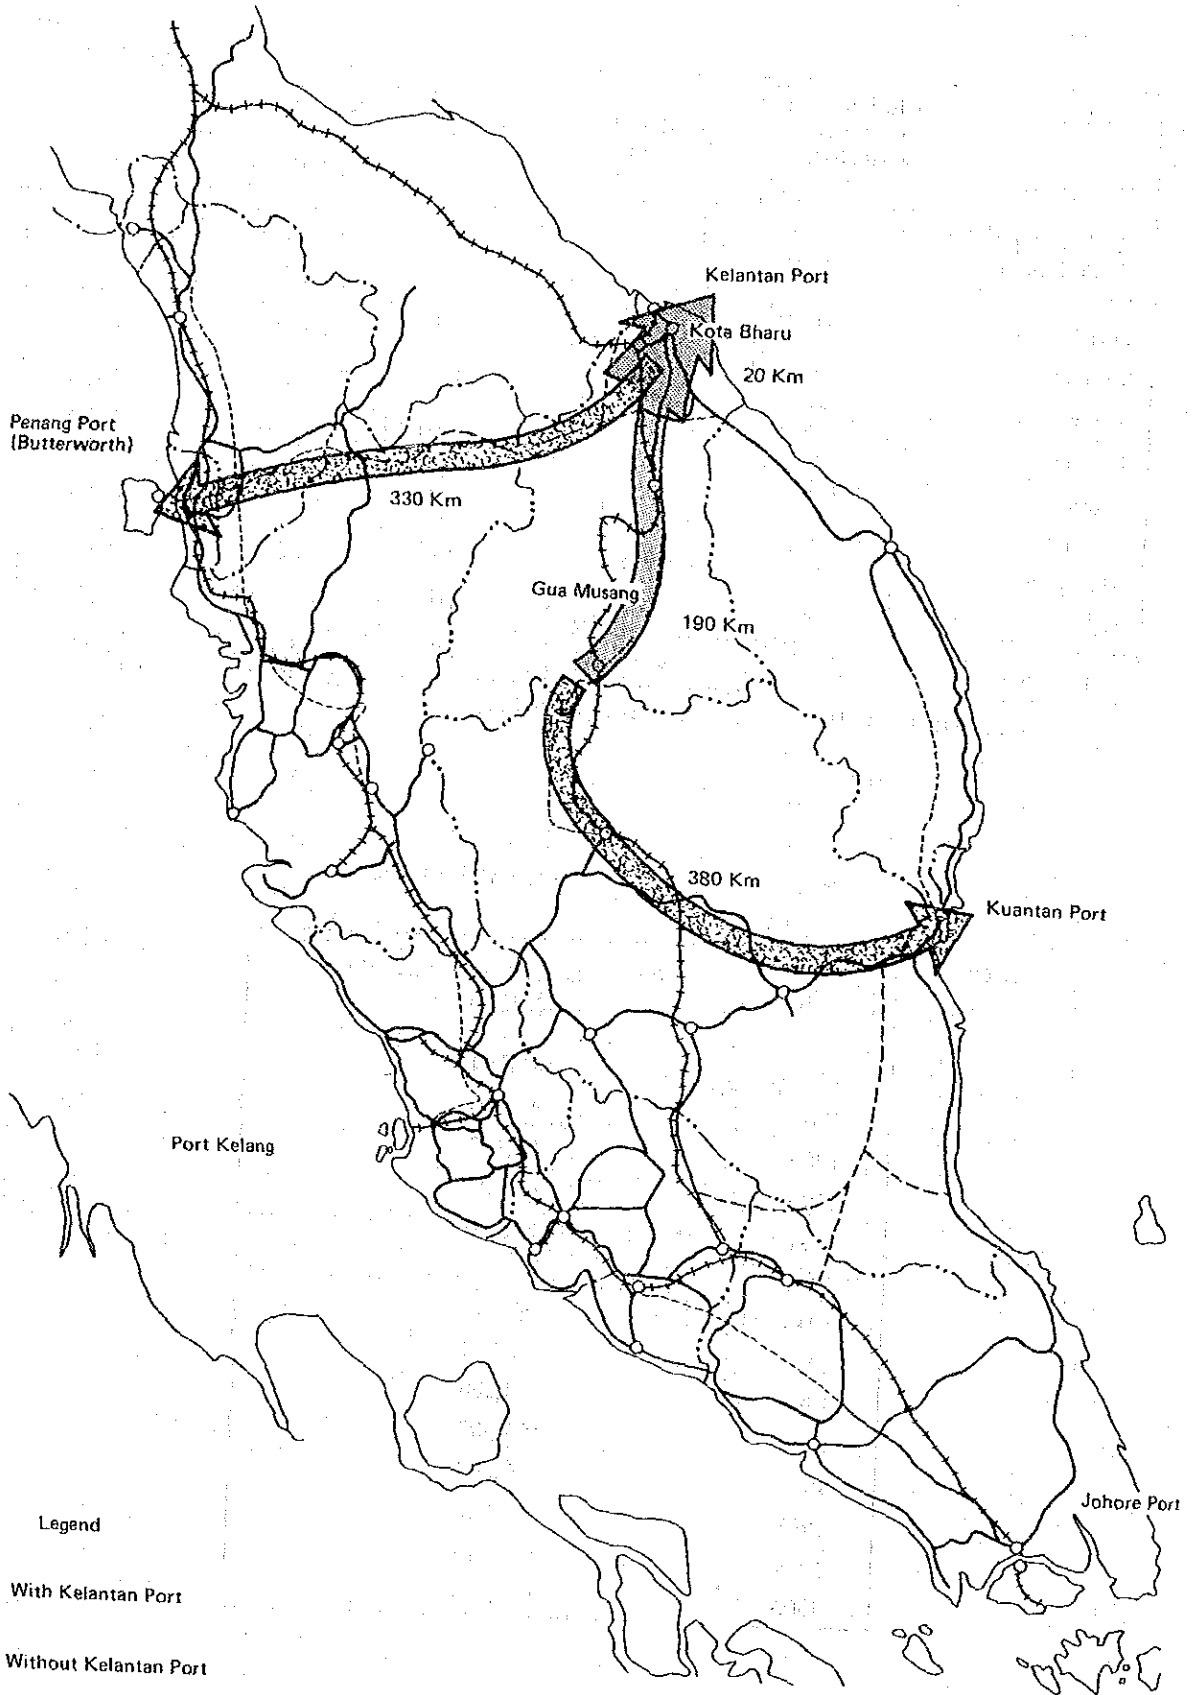 Kelantan Port
Kota Bharu
20 Km
Penang Port
(Butterworth)
330 Km
Gua Musang
190 Km
380 Km
Kuantan Port
Port Kelang
Johore Port
Legend
With Kelantan Port
Without Kelantan Port